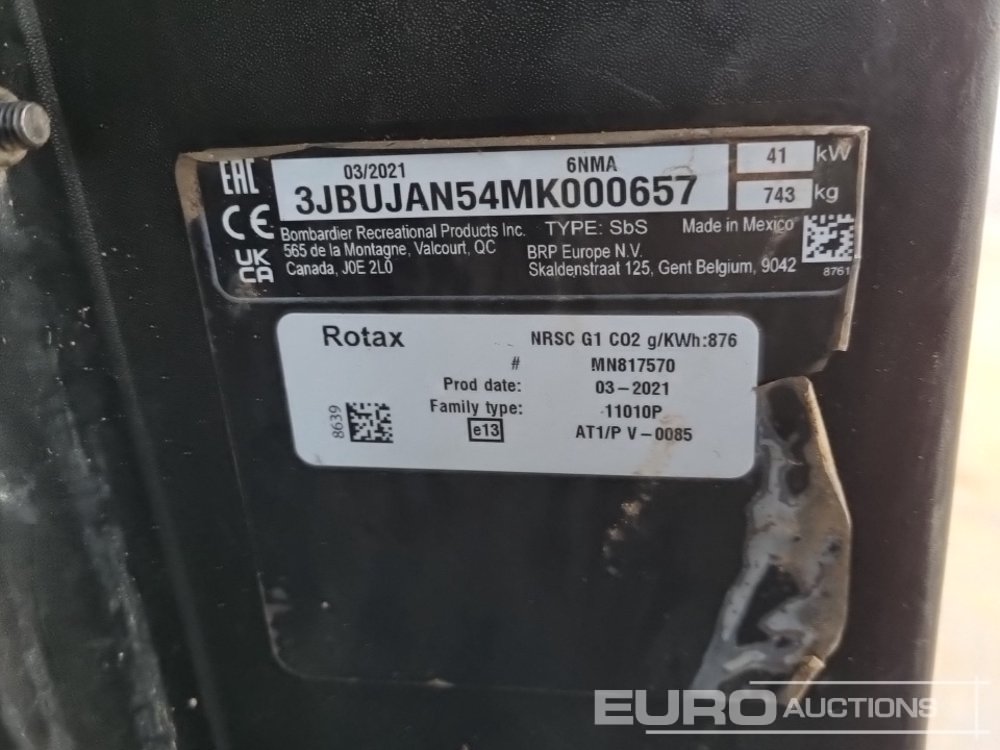 EAC
CE
UK
CA
03/2021 6NMA
3JBUJAN54MK000657
41 kW
743 kg
Bombardier Recreational Products Inc. TYPE: SbS Made in Mexico
565 de la Montagne, Valcourt, QC BRP Europe N.V.
Canada, J0E 2L0 Skaldenstraat 125, Gent Belgium, 9042
8761
Rotax NRSC G1 CO2 g/KWh:876
# MN817570
Prod date: 03-2021
Family type: 11010P
8639
e13 AT1/P V-0085
EURO AUCTIONS